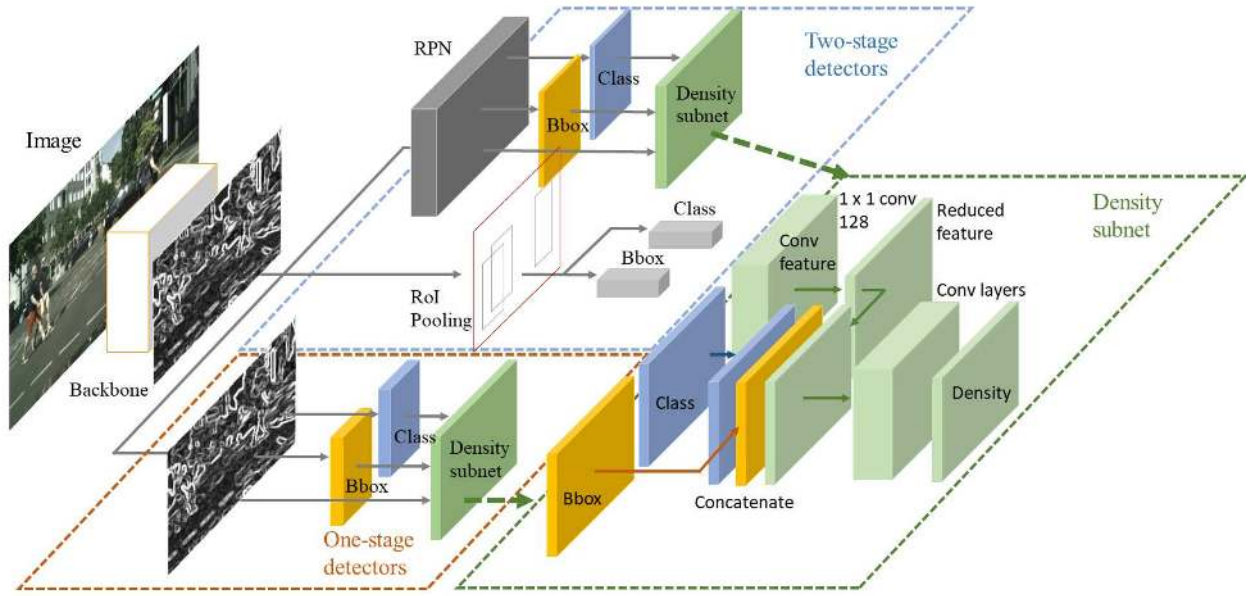 RPN
Two-stage
detectors
Class
Bbox
Density
subnet
Image
Class
Bbox
RoI
Pooling
Backbone
1 x 1 conv
128
Reduced
feature
Density
subnet
Conv
feature
Conv layers
Class
Bbox
Density
subnet
One-stage
detectors
Class
Bbox
Concatenate
Density